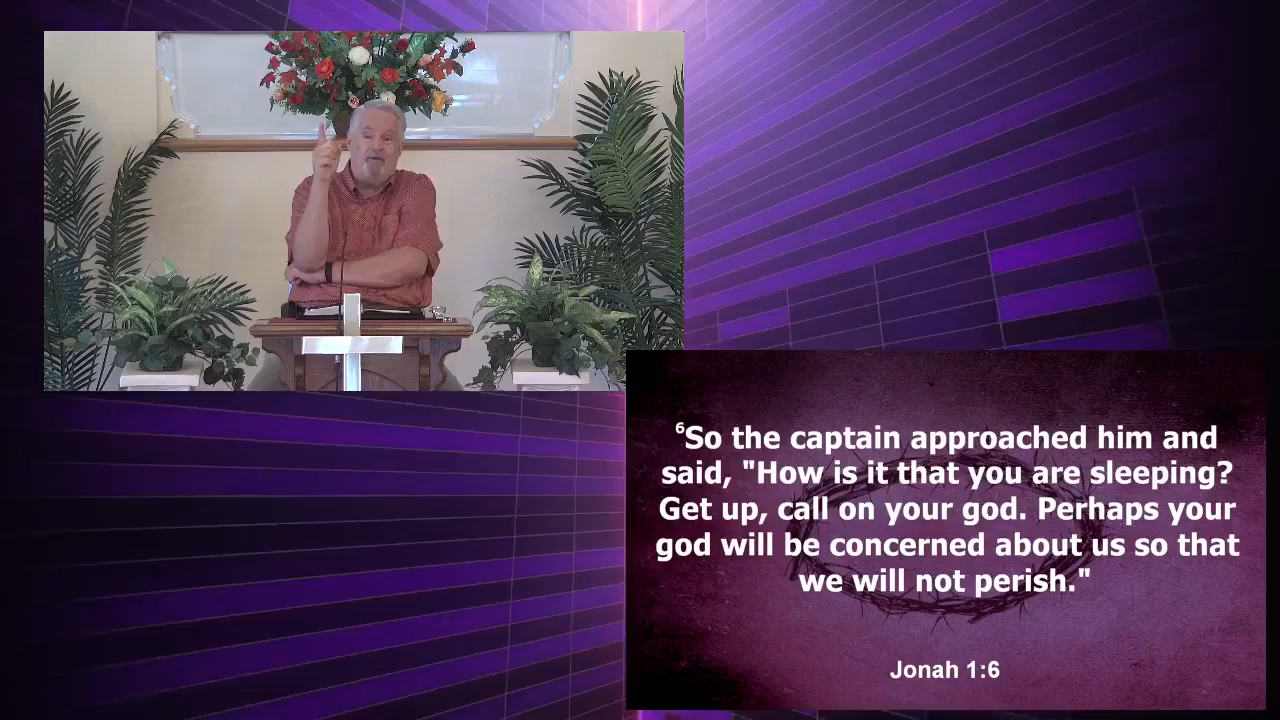 ⁶So the captain approached him and
said, "How is it that you are sleeping?
Get up, call on your god. Perhaps your
god will be concerned about us so that
we will not perish."
Jonah 1:6